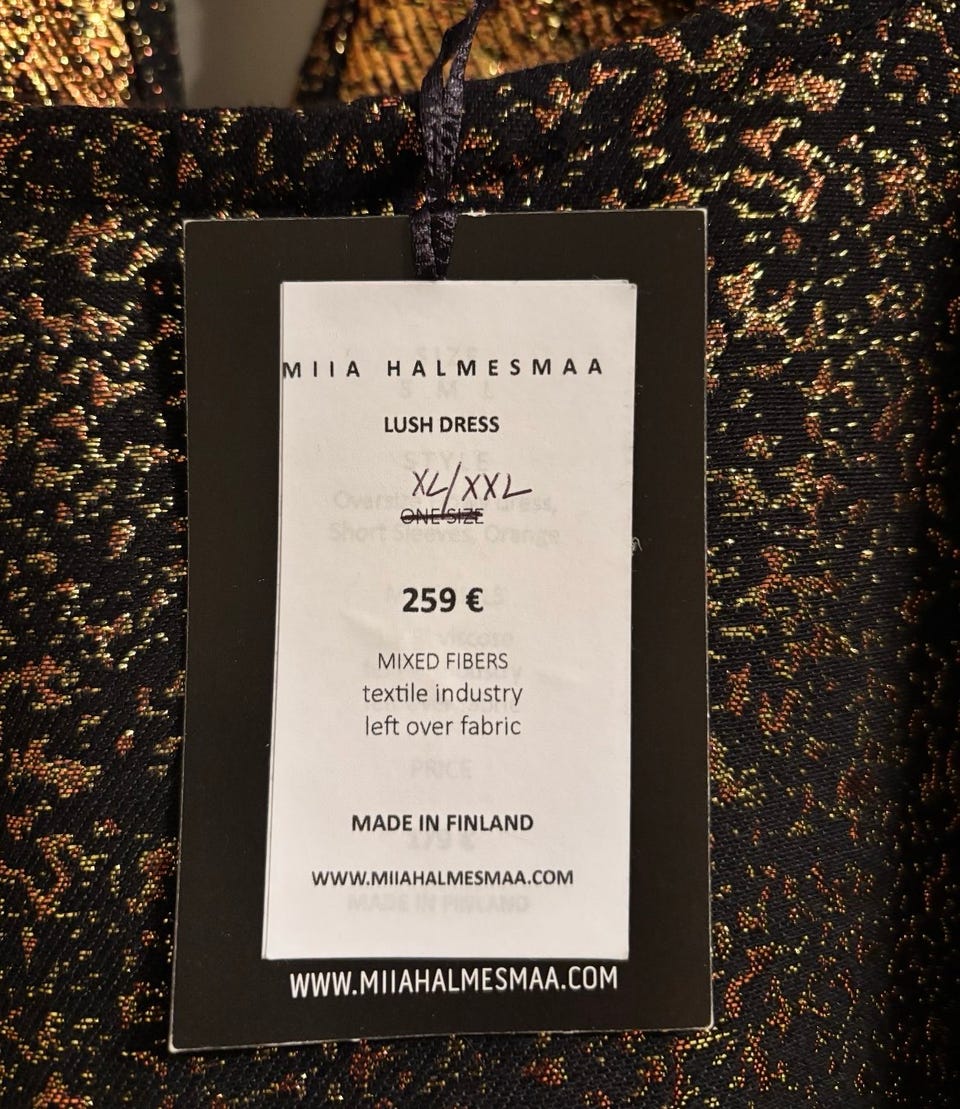 MIIA HALMESMAA
LUSH DRESS
XL/XXL
ONE SIZE
259 €
MIXED FIBERS
textile industry
left over fabric
MADE IN FINLAND
WWW.MIIAHALMESMAA.COM
WWW.MIIAHALMESMAA.COM